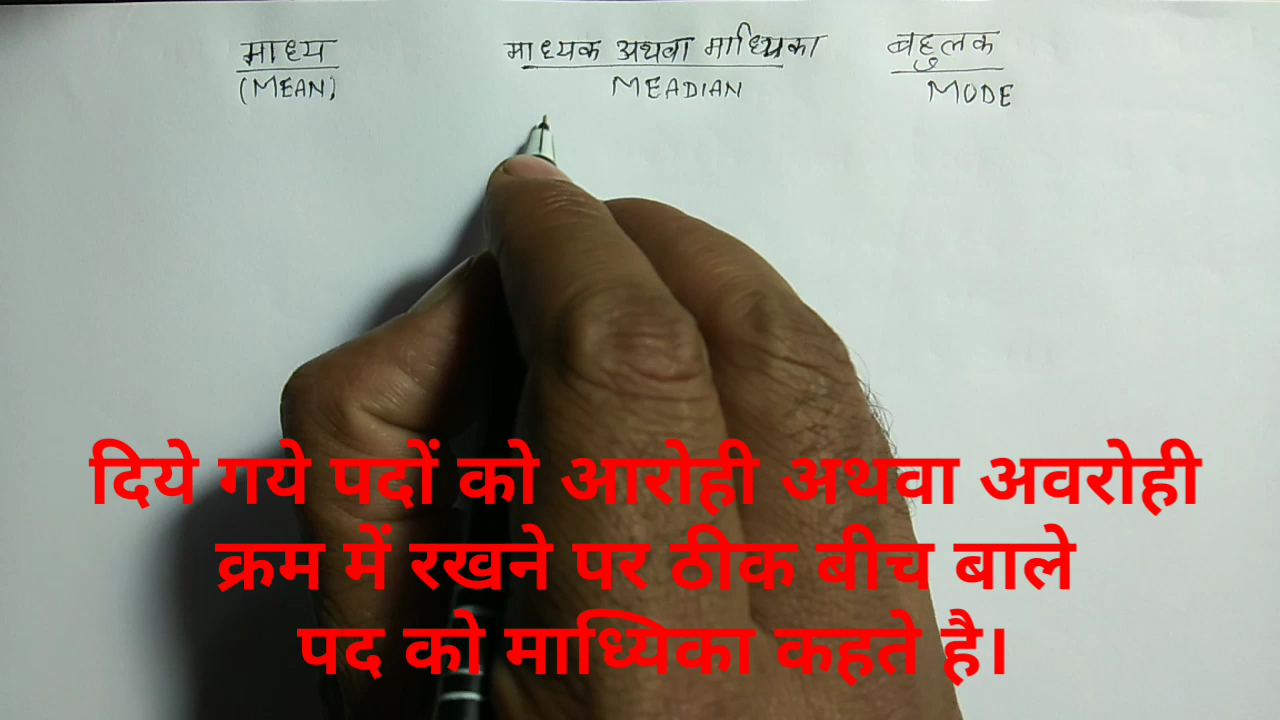 माध्य माध्यक अथवा माध्यिका बहुलक
(MEAN) MEADIAN MODE
दिये गये पदों को आरोही अथवा अवरोही
क्रम में रखने पर ठीक बीच बाले
पद को माध्यिका कहते है।